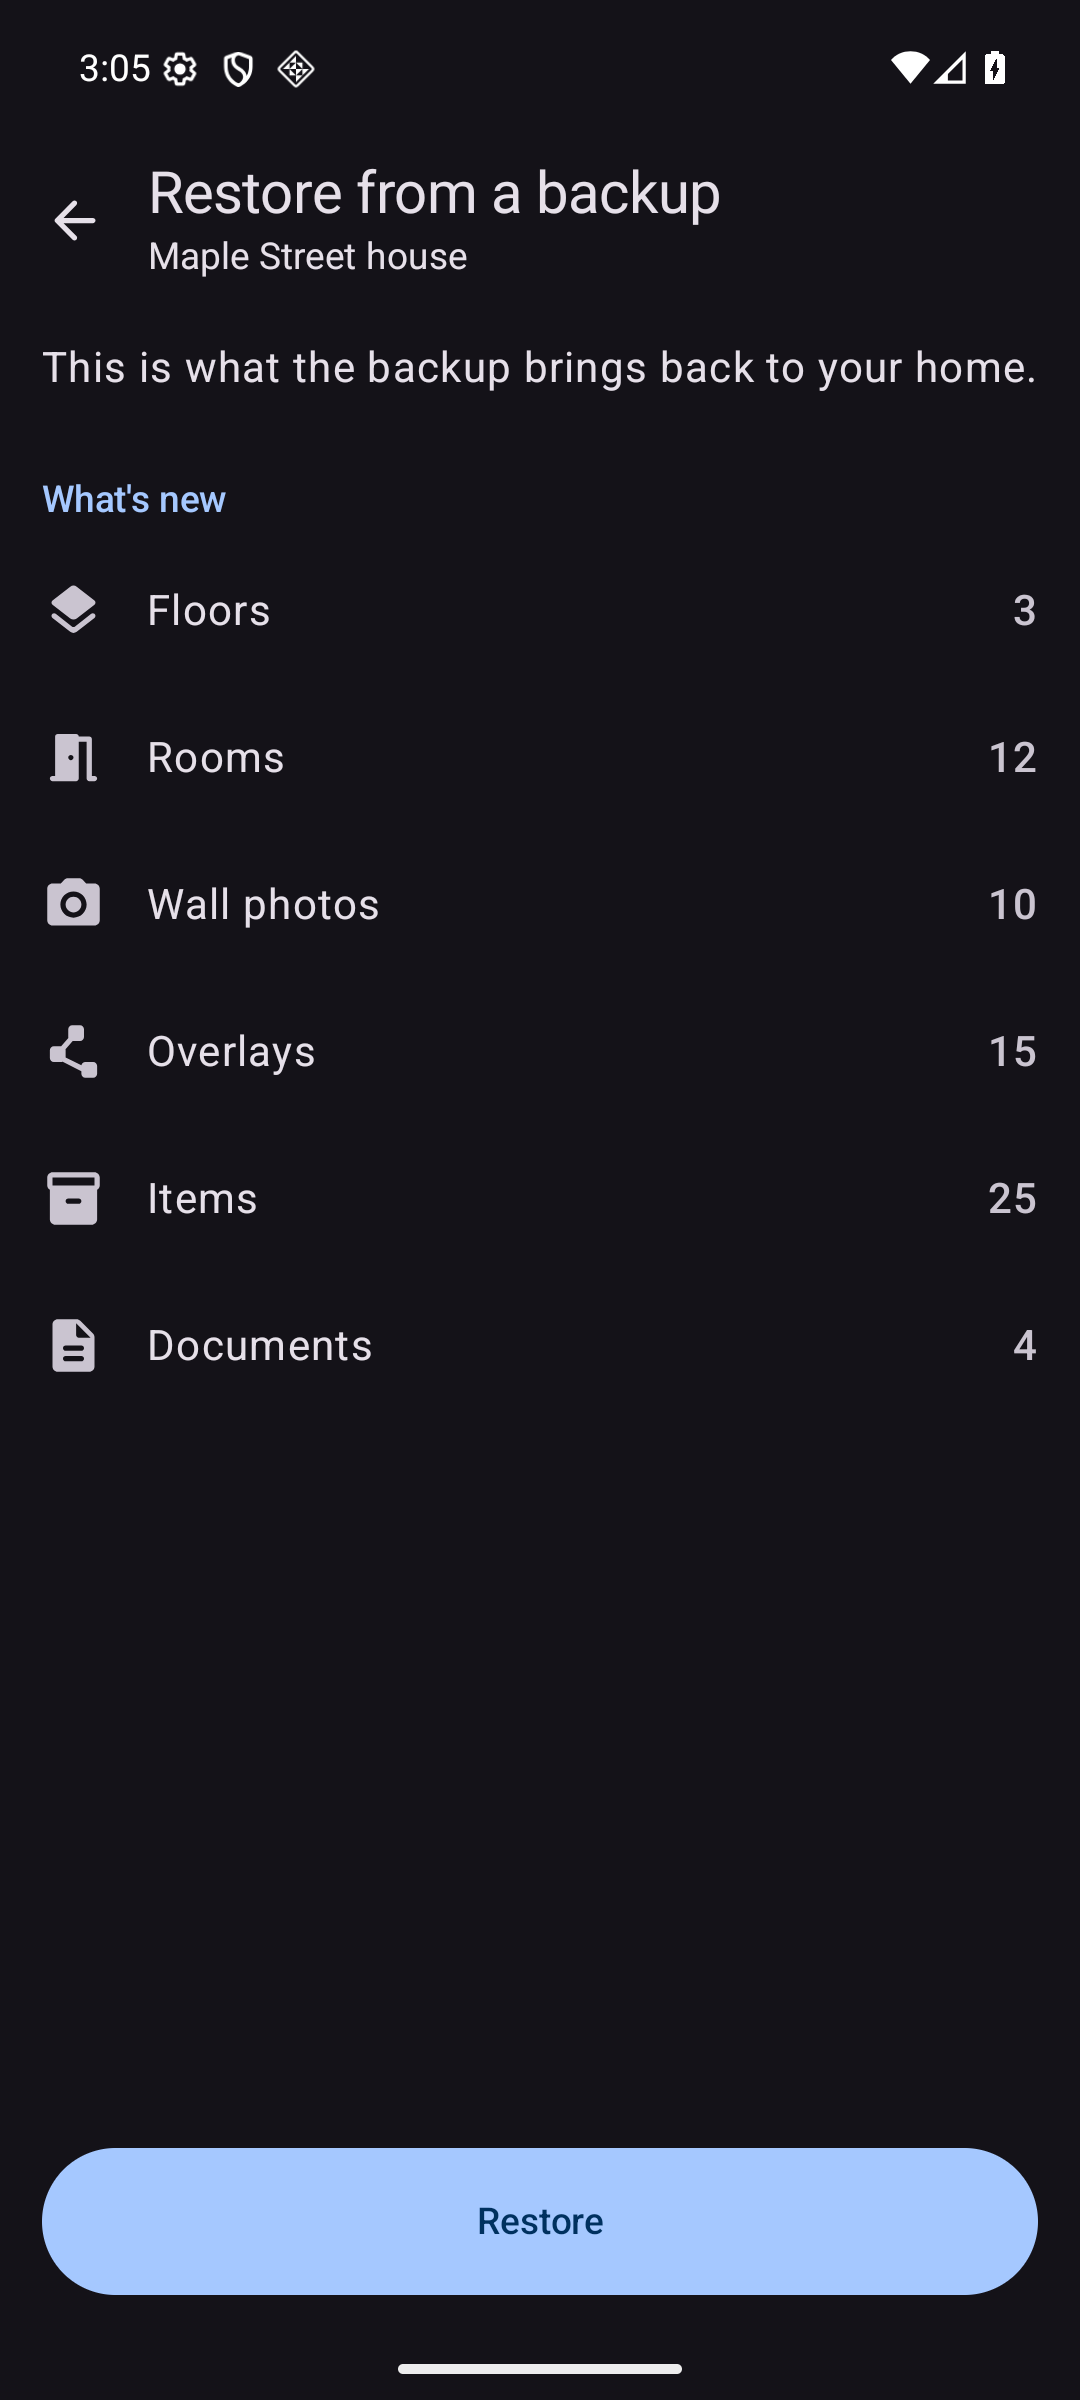 3:05
Restore from a backup
Maple Street house
This is what the backup brings back to your home.
What's new
Floors 3
Rooms 12
Wall photos 10
Overlays 15
Items 25
Documents 4
Restore